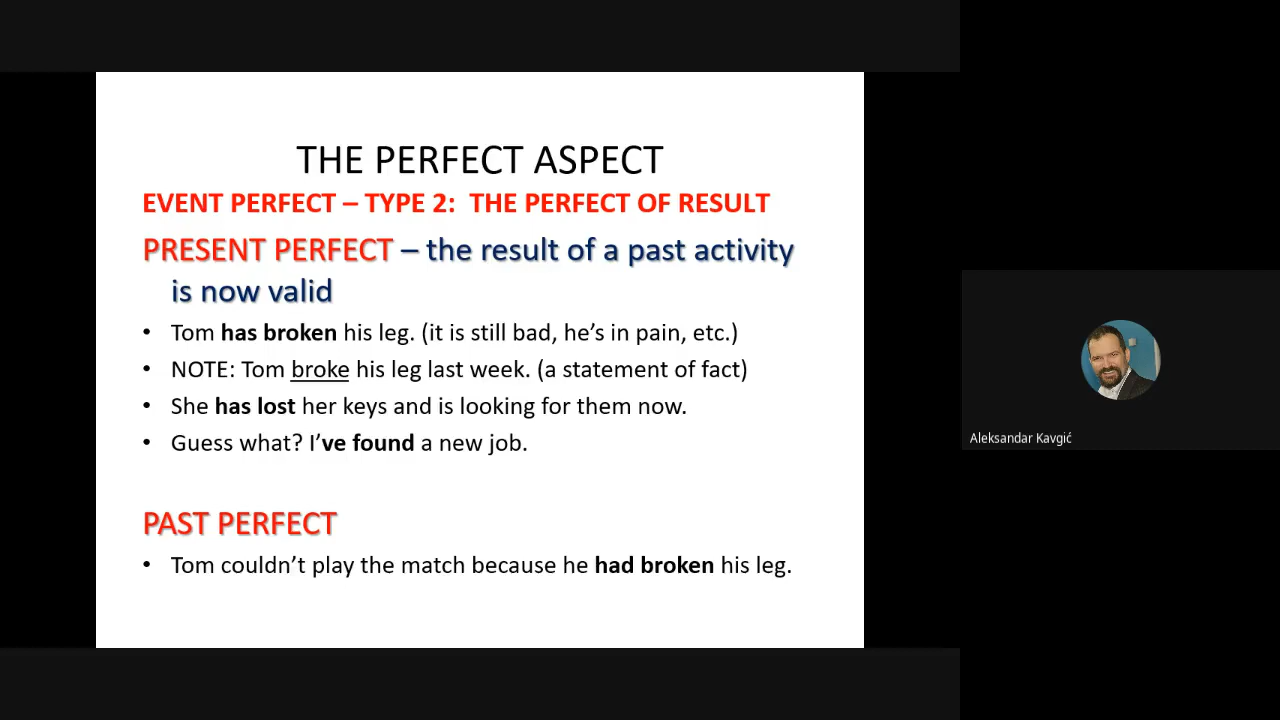 THE PERFECT ASPECT
EVENT PERFECT – TYPE 2:  THE PERFECT OF RESULT
PRESENT PERFECT – the result of a past activity
is now valid
• Tom has broken his leg. (it is still bad, he’s in pain, etc.)
• NOTE: Tom broke his leg last week. (a statement of fact)
• She has lost her keys and is looking for them now.
• Guess what? I’ve found a new job.
PAST PERFECT
• Tom couldn’t play the match because he had broken his leg.
Aleksandar Kavgić